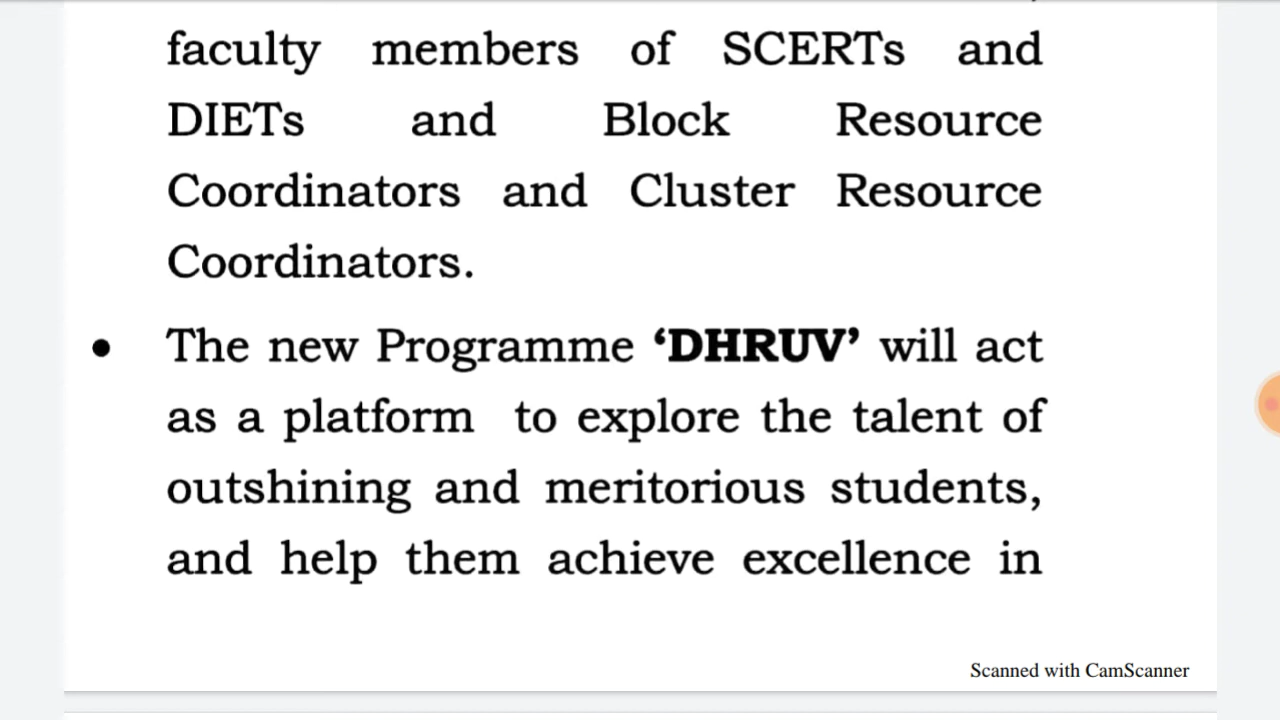 faculty members of SCERTs and
DIETs and Block Resource
Coordinators and Cluster Resource
Coordinators.
• The new Programme ‘DHRUV’ will act
as a platform to explore the talent of
outshining and meritorious students,
and help them achieve excellence in
Scanned with CamScanner